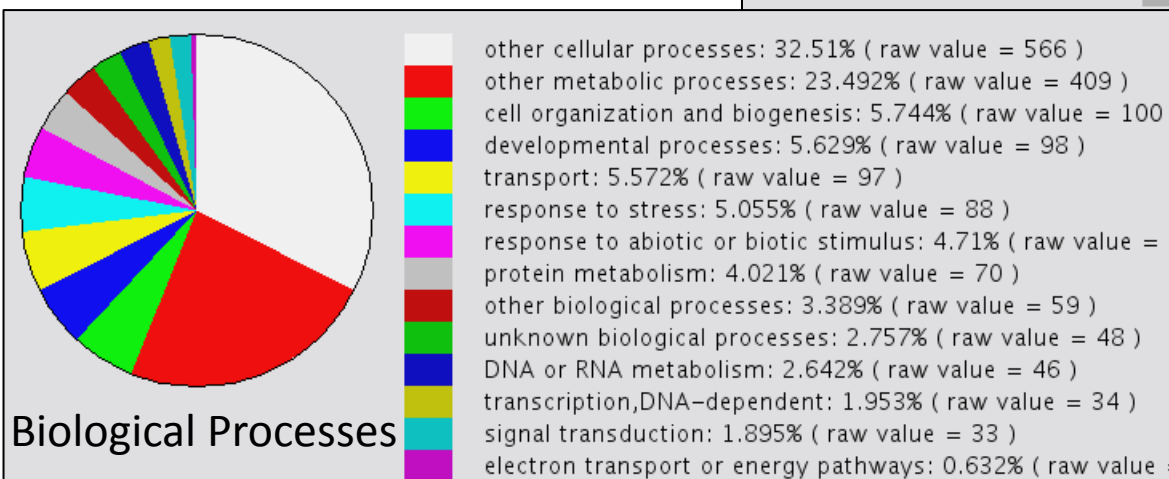 other cellular processes: 32.51% ( raw value = 566 )
other metabolic processes: 23.492% ( raw value = 409 )
cell organization and biogenesis: 5.744% ( raw value = 100
developmental processes: 5.629% ( raw value = 98 )
transport: 5.572% ( raw value = 97 )
response to stress: 5.055% ( raw value = 88 )
response to abiotic or biotic stimulus: 4.71% ( raw value =
protein metabolism: 4.021% ( raw value = 70 )
other biological processes: 3.389% ( raw value = 59 )
unknown biological processes: 2.757% ( raw value = 48 )
DNA or RNA metabolism: 2.642% ( raw value = 46 )
transcription,DNA-dependent: 1.953% ( raw value = 34 )
signal transduction: 1.895% ( raw value = 33 )
electron transport or energy pathways: 0.632% ( raw value =
Biological Processes